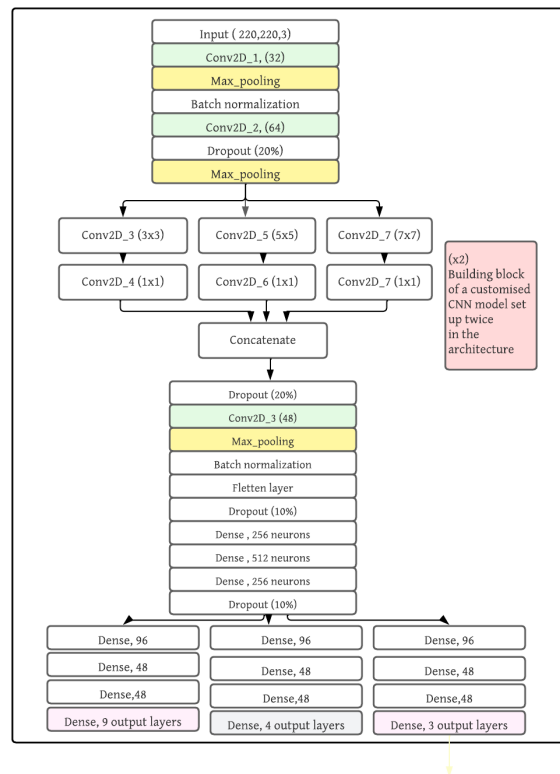 Input ( 220,220,3)
Conv2D_1, (32)
Max_pooling
Batch normalization
Conv2D_2, (64)
Dropout (20%)
Max_pooling
Conv2D_3 (3x3)
Conv2D_5 (5x5)
Conv2D_7 (7x7)
Conv2D_4 (1x1)
Conv2D_6 (1x1)
Conv2D_7 (1x1)
(x2)
Building block
of a customised
CNN model set
up twice
in the
architecture
Concatenate
Dropout (20%)
Conv2D_3 (48)
Max_pooling
Batch normalization
Fletten layer
Dropout (10%)
Dense , 256 neurons
Dense , 512 neurons
Dense , 256 neurons
Dropout (10%)
Dense, 96
Dense, 96
Dense, 96
Dense, 48
Dense, 48
Dense, 48
Dense,48
Dense,48
Dense,48
Dense, 9 output layers
Dense, 4 output layers
Dense, 3 output layers